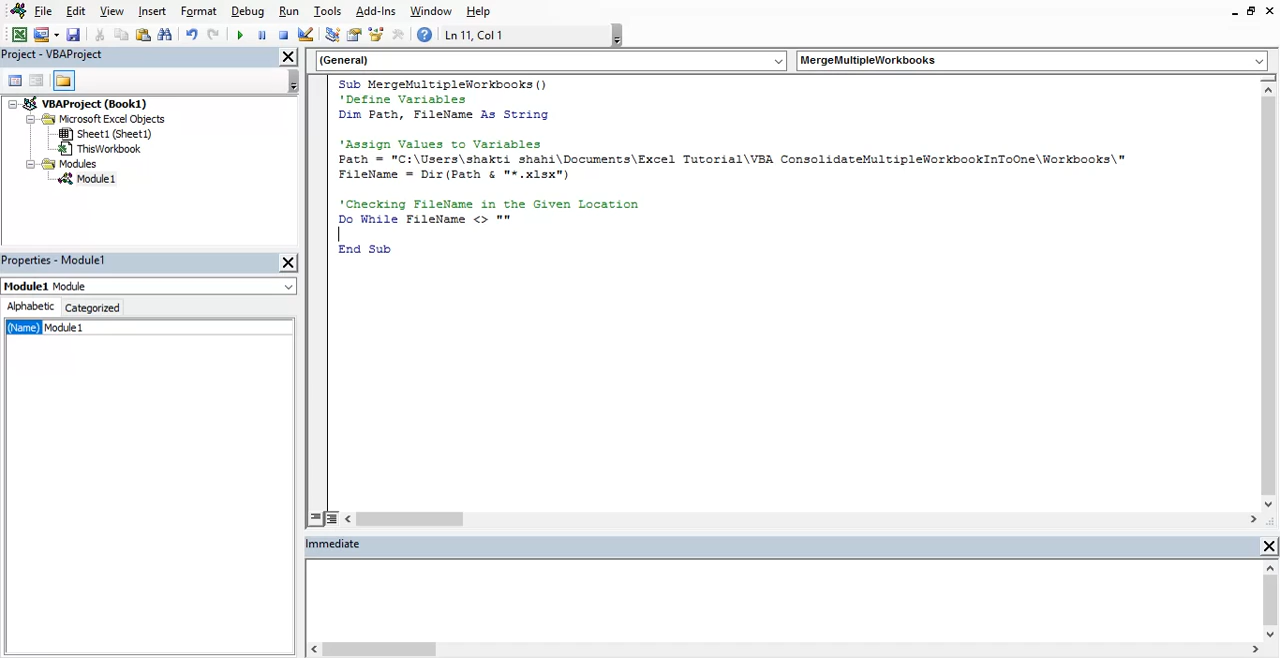 File Edit View Insert Format Debug Run Tools Add-Ins Window Help
Ln 11, Col 1
Project - VBAProject
(General) MergeMultipleWorkbooks
VBAProject (Book1)
Microsoft Excel Objects
Sheet1 (Sheet1)
ThisWorkbook
Modules
Module1
Sub MergeMultipleWorkbooks()
'Define Variables
Dim Path, FileName As String
'Assign Values to Variables
Path = "C:\Users\shakti shahi\Documents\Excel Tutorial\VBA ConsolidateMultipleWorkbookInToOne\Workbooks\"
FileName = Dir(Path & "*.xlsx")
'Checking FileName in the Given Location
Do While FileName <> ""
End Sub
Properties - Module1
Module1 Module
Alphabetic Categorized
(Name) Module1
Immediate